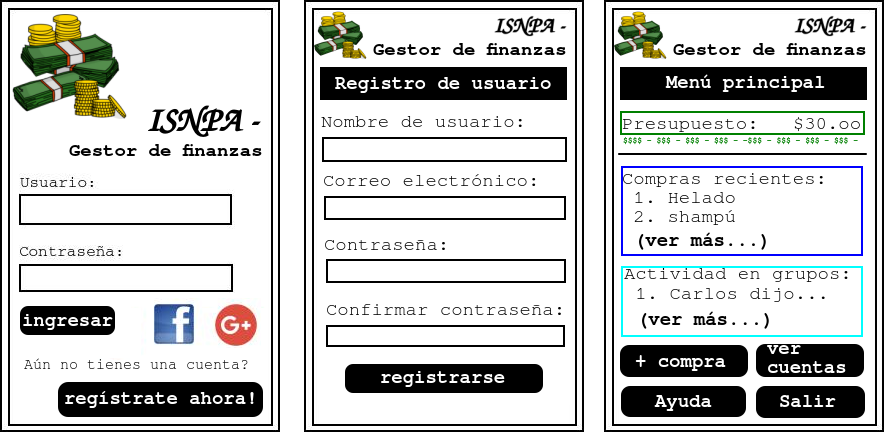 ISNPA -
Gestor de finanzas
Usuario:
Contraseña:
ingresar
f
G+
Aún no tienes una cuenta?
regístrate ahora!
ISNPA -
Gestor de finanzas
Registro de usuario
Nombre de usuario:
Correo electrónico:
Contraseña:
Confirmar contraseña:
registrarse
ISNPA -
Gestor de finanzas
Menú principal
Presupuesto: $30.oo
$$$$ - $$$ - $$$ - $$$ - -$$$ - $$$ - $$$ - $$$ -
Compras recientes:
1. Helado
2. shampú
(ver más...)
Actividad en grupos:
1. Carlos dijo...
(ver más...)
+ compra
ver
cuentas
Ayuda
Salir